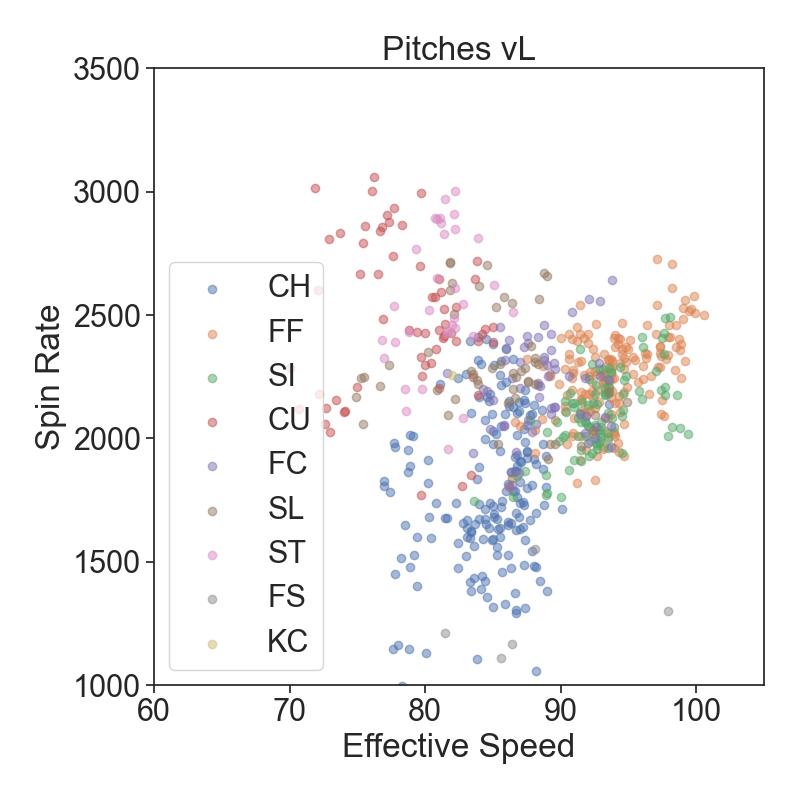 Pitches vL
3500
3000
2500
2000
1500
1000
Spin Rate
CH
FF
SI
CU
FC
SL
ST
FS
KC
60
70
80
90
100
Effective Speed